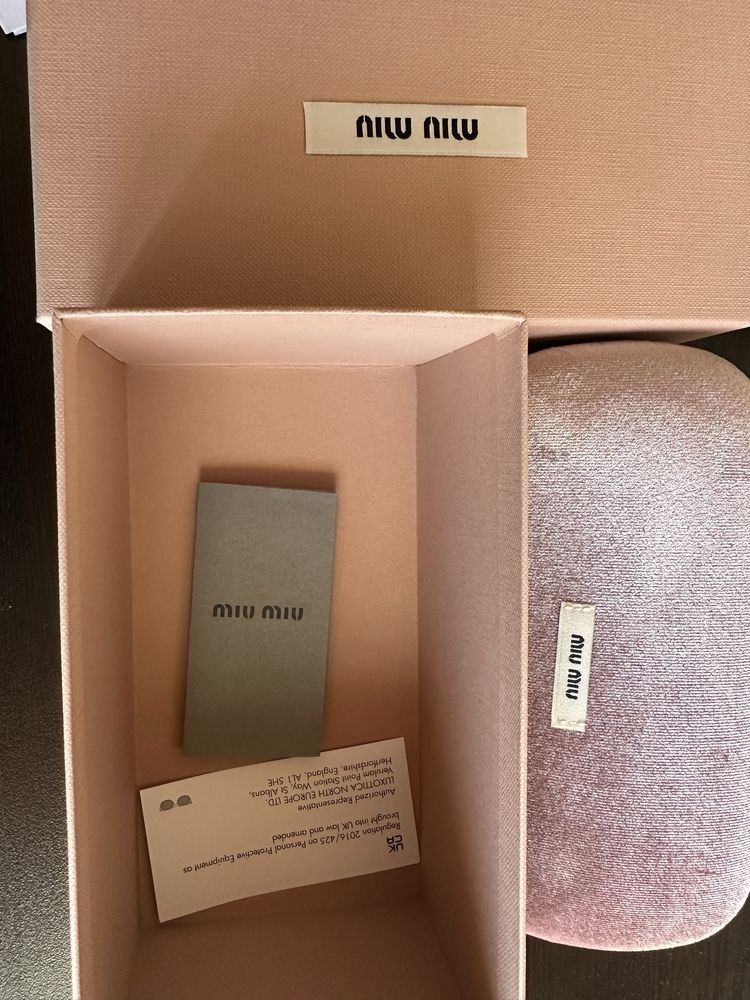 MIU MIU
MIU MIU
MIU MIU
UK
CA
Regulation 2016/425 on Personal Protective Equipment as
brought into UK law and amended
Authorized Representative
LUXOTTICA NORTH EUROPE LTD.
Verulam Point Station Way, St Albans,
Hertfordshire, England, AL1 5HE